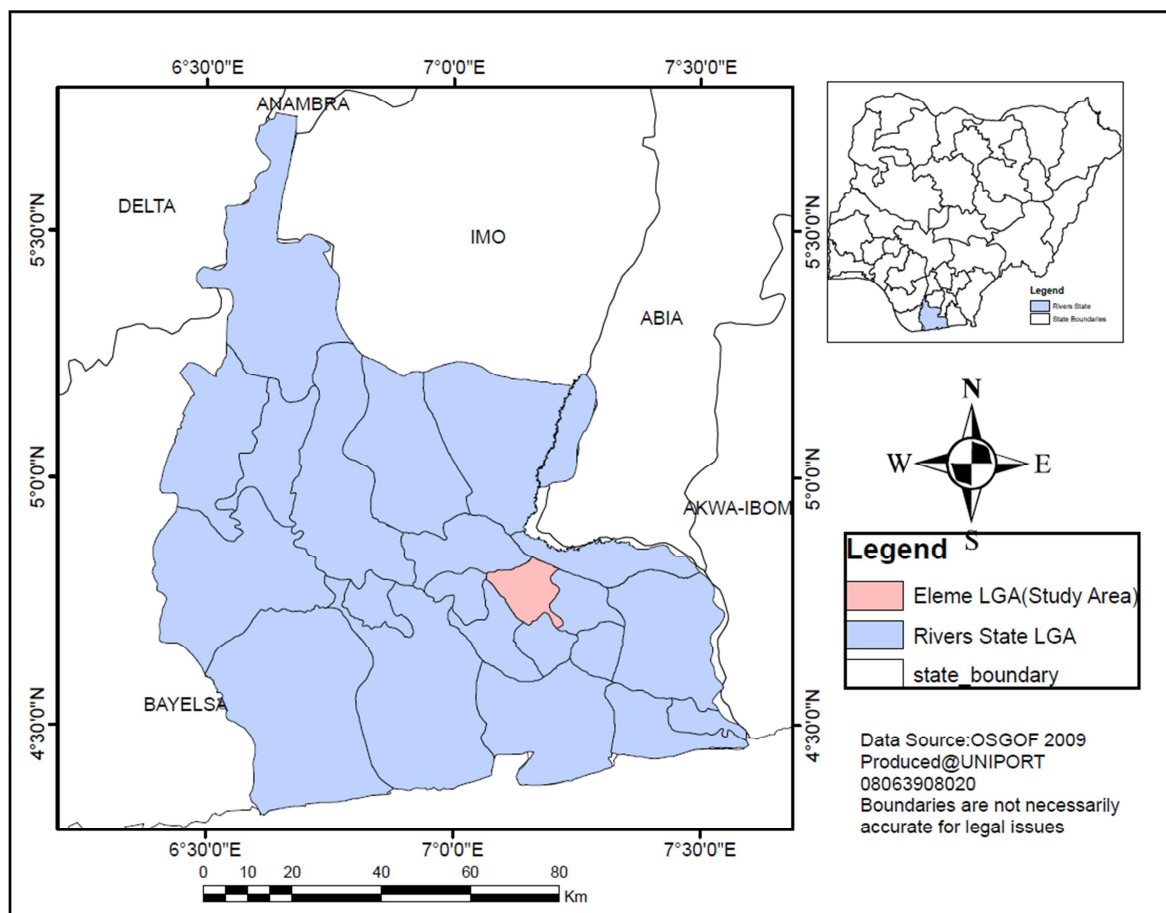 6°30'0"E
7°0'0"E
7°30'0"E
ANAMBRA
DELTA
IMO
ABIA
AKWA-IBOM
BAYELSA
5°30'0"N
5°0'0"N
4°30'0"N
5°30'0"N
5°0'0"N
4°30'0"N
6°30'0"E
7°0'0"E
7°30'0"E
0 10 20 40 60 80
Km
Legend
Rivers State
State Boundaries
N
W
E
S
Legend
Eleme LGA(Study Area)
Rivers State LGA
state_boundary
Data Source:OSGOF 2009
Produced@UNIPORT
08063908020
Boundaries are not necessarily
accurate for legal issues